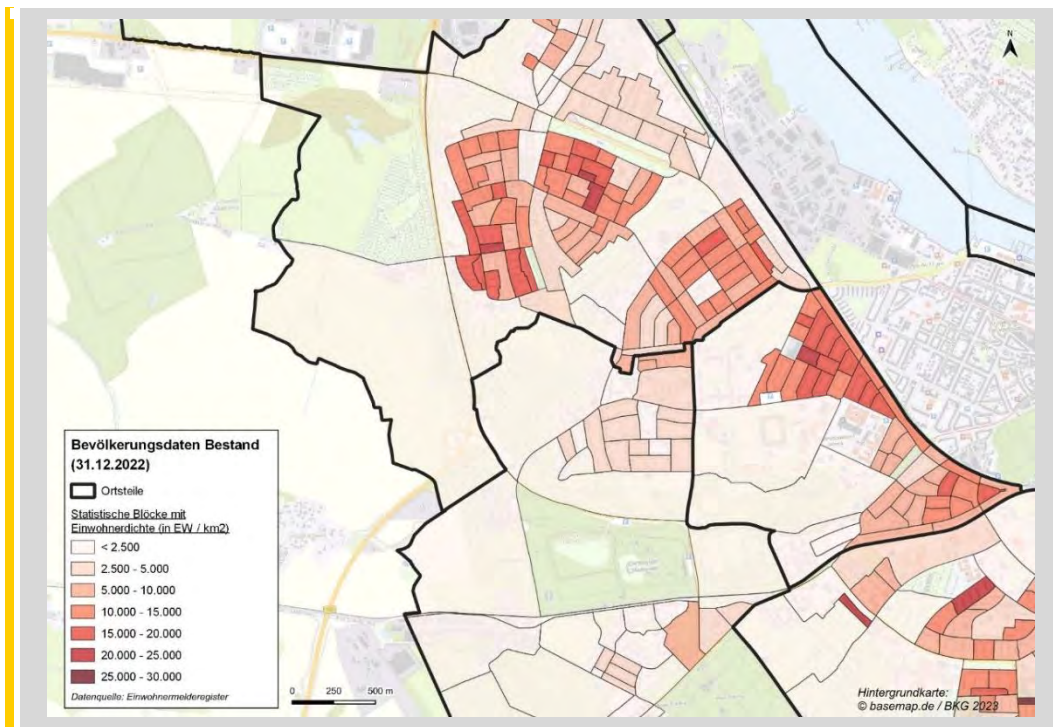 N
Bevölkerungsdaten Bestand
(31.12.2022)
Ortsteile
Statistische Blöcke mit
Einwohnerdichte (in EW / km2)
< 2.500
2.500 - 5.000
5.000 - 10.000
10.000 - 15.000
15.000 - 20.000
20.000 - 25.000
25.000 - 30.000
Datenquelle: Einwohnermelderegister
0 250 500 m
Hintergrundkarte:
© basemap.de / BKG 2023